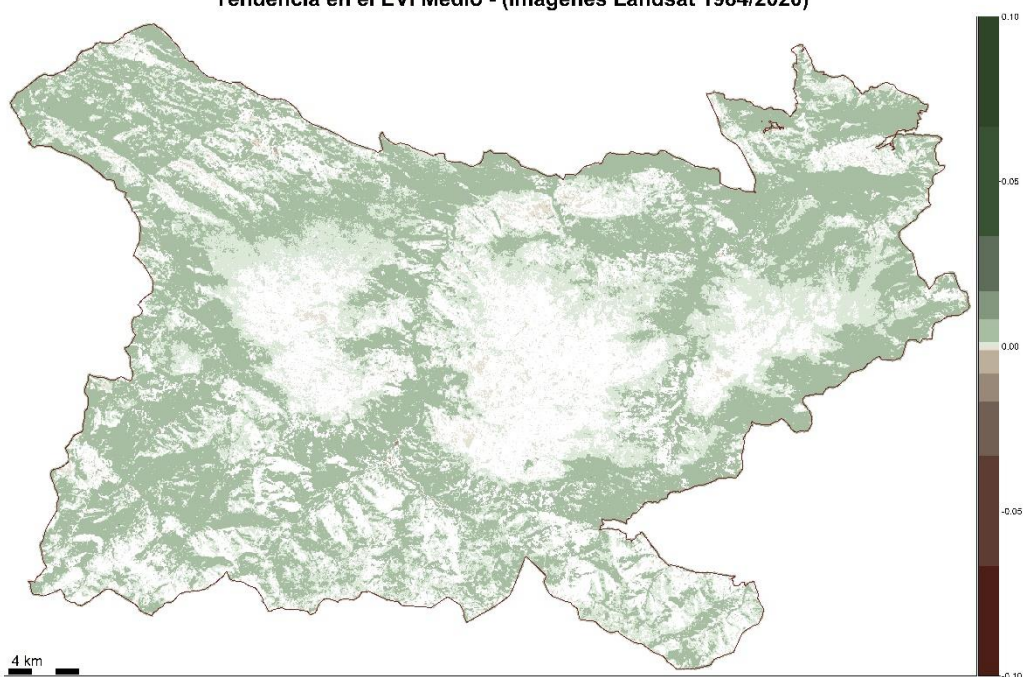 Tendencia en el EVI Medio - (Imágenes Landsat 1984/2020)
0.10
0.05
0.00
-0.05
-0.10
4 km